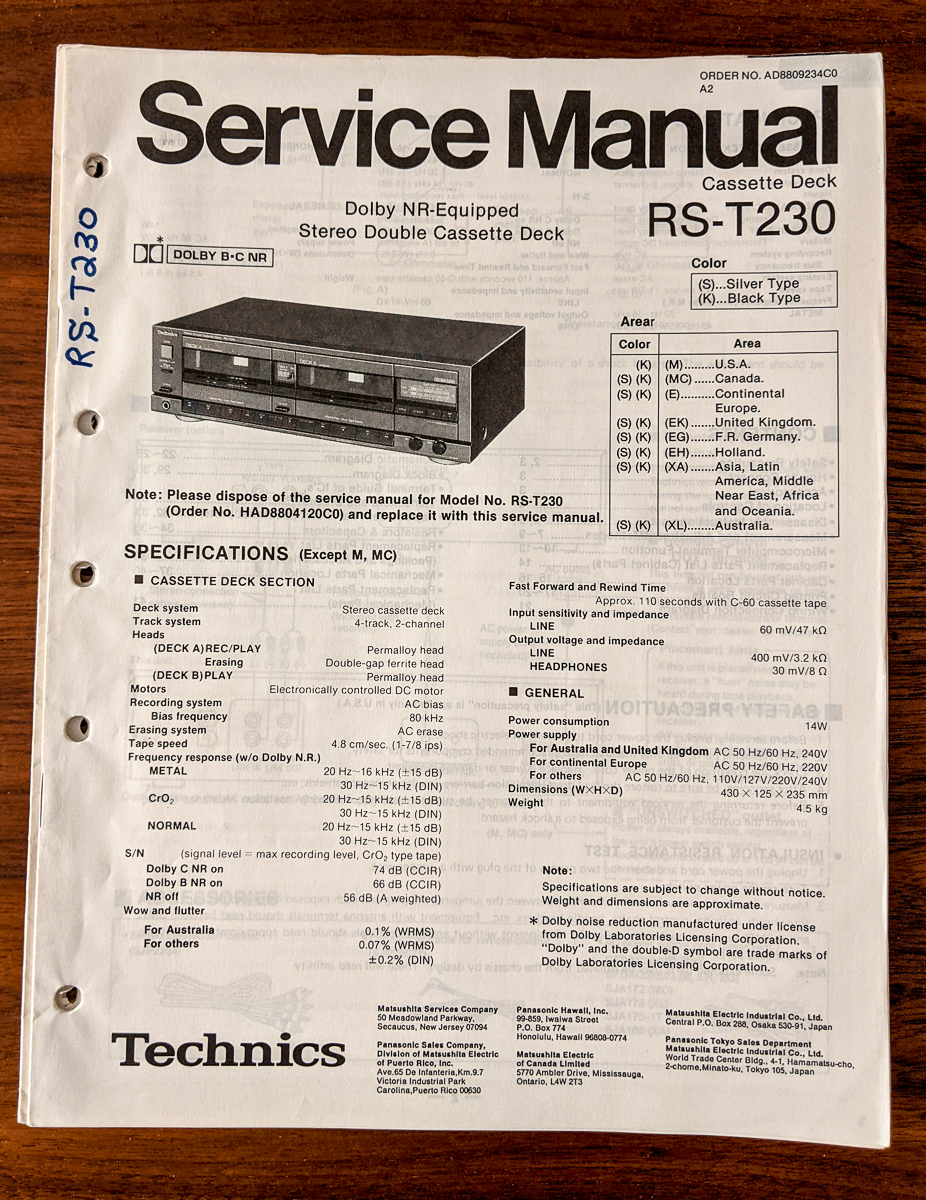 ORDER NO. AD8809234C0
A2
Service Manual
Cassette Deck
RS-T230
Dolby NR-Equipped
Stereo Double Cassette Deck
*
DOLBY B•C NR
RS-T230
Color
(S)...Silver Type
(K)...Black Type
Technics
DECK A
DECK B
Arear
Color Area
(K) (M)........U.S.A.
(S) (K) (MC) ......Canada.
(S) (K) (E)..........Continental
Europe.
(S) (K) (EK) ......United Kingdom.
(S) (K) (EG).......F.R. Germany.
(S) (K) (EH).......Holland.
(S) (K) (XA) .......Asia, Latin
America, Middle
Near East, Africa
and Oceania.
(S) (K) (XL)........Australia.
Note: Please dispose of the service manual for Model No. RS-T230
(Order No. HAD8804120C0) and replace it with this service manual.
SPECIFICATIONS (Except M, MC)
■ CASSETTE DECK SECTION
Deck system Stereo cassette deck
Track system 4-track, 2-channel
Heads
(DECK A)REC/PLAY Permalloy head
Erasing Double-gap ferrite head
(DECK B)PLAY Permalloy head
Motors Electronically controlled DC motor
Recording system AC bias
Bias frequency 80 kHz
Erasing system AC erase
Tape speed 4.8 cm/sec. (1-7/8 ips)
Frequency response (w/o Dolby N.R.)
METAL 20 Hz~16 kHz (±15 dB)
30 Hz~15 kHz (DIN)
CrO₂ 20 Hz~15 kHz (±15 dB)
30 Hz~15 kHz (DIN)
NORMAL 20 Hz~15 kHz (±15 dB)
30 Hz~15 kHz (DIN)
S/N (signal level = max recording level, CrO₂ type tape)
Dolby C NR on 74 dB (CCIR)
Dolby B NR on 66 dB (CCIR)
NR off 56 dB (A weighted)
Wow and flutter
For Australia 0.1% (WRMS)
For others 0.07% (WRMS)
±0.2% (DIN)
Fast Forward and Rewind Time
Approx. 110 seconds with C-60 cassette tape
Input sensitivity and impedance
LINE 60 mV/47 kΩ
Output voltage and impedance
LINE 400 mV/3.2 kΩ
HEADPHONES 30 mV/8 Ω
■ GENERAL
Power consumption 14W
Power supply
For Australia and United Kingdom AC 50 Hz/60 Hz, 240V
For continental Europe AC 50 Hz/60 Hz, 220V
For others AC 50 Hz/60 Hz, 110V/127V/220V/240V
Dimensions (W×H×D) 430 × 125 × 235 mm
Weight 4.5 kg
Note:
Specifications are subject to change without notice.
Weight and dimensions are approximate.
* Dolby noise reduction manufactured under license
from Dolby Laboratories Licensing Corporation.
"Dolby" and the double-D symbol are trade marks of
Dolby Laboratories Licensing Corporation.
Technics
Matsushita Services Company
50 Meadowland Parkway,
Secaucus, New Jersey 07094
Panasonic Sales Company,
Division of Matsushita Electric
of Puerto Rico, Inc.
Ave.65 De Infanteria,Km.9.7
Victoria Industrial Park
Carolina,Puerto Rico 00630
Panasonic Hawaii, Inc.
99-859, Iwaiwa Street
P.O. Box 774
Honolulu, Hawaii 96808-0774
Matsushita Electric
of Canada Limited
5770 Ambler Drive, Mississauga,
Ontario, L4W 2T3
Matsushita Electric Industrial Co., Ltd.
Central P.O. Box 288, Osaka 530-91, Japan
Panasonic Tokyo Sales Department
Matsushita Electric Industrial Co., Ltd.
World Trade Center Bldg., 4-1, Hamamatsu-cho,
2-chome,Minato-ku, Tokyo 105, Japan